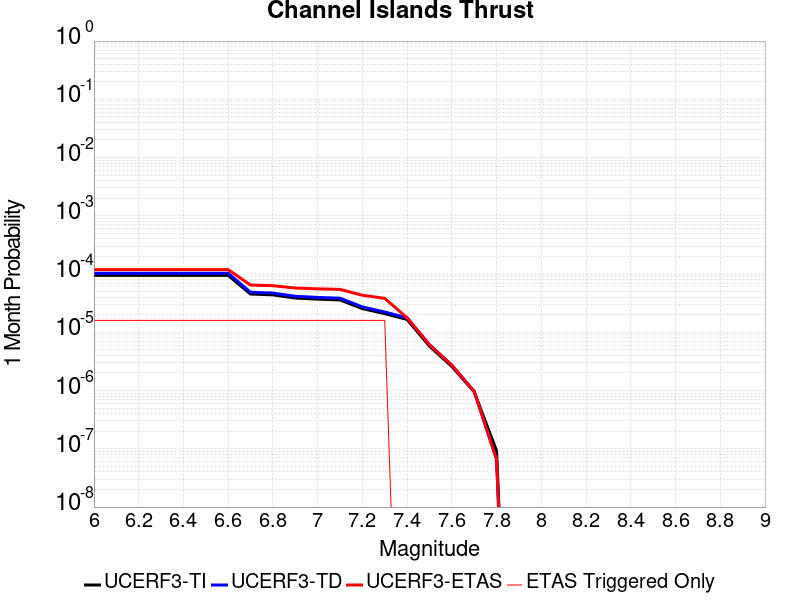 Channel Islands Thrust
10^0
10^-1
10^-2
10^-3
10^-4
10^-5
10^-6
10^-7
10^-8
1 Month Probability
6 6.2 6.4 6.6 6.8 7 7.2 7.4 7.6 7.8 8 8.2 8.4 8.6 8.8 9
Magnitude
UCERF3-TI UCERF3-TD UCERF3-ETAS ETAS Triggered Only